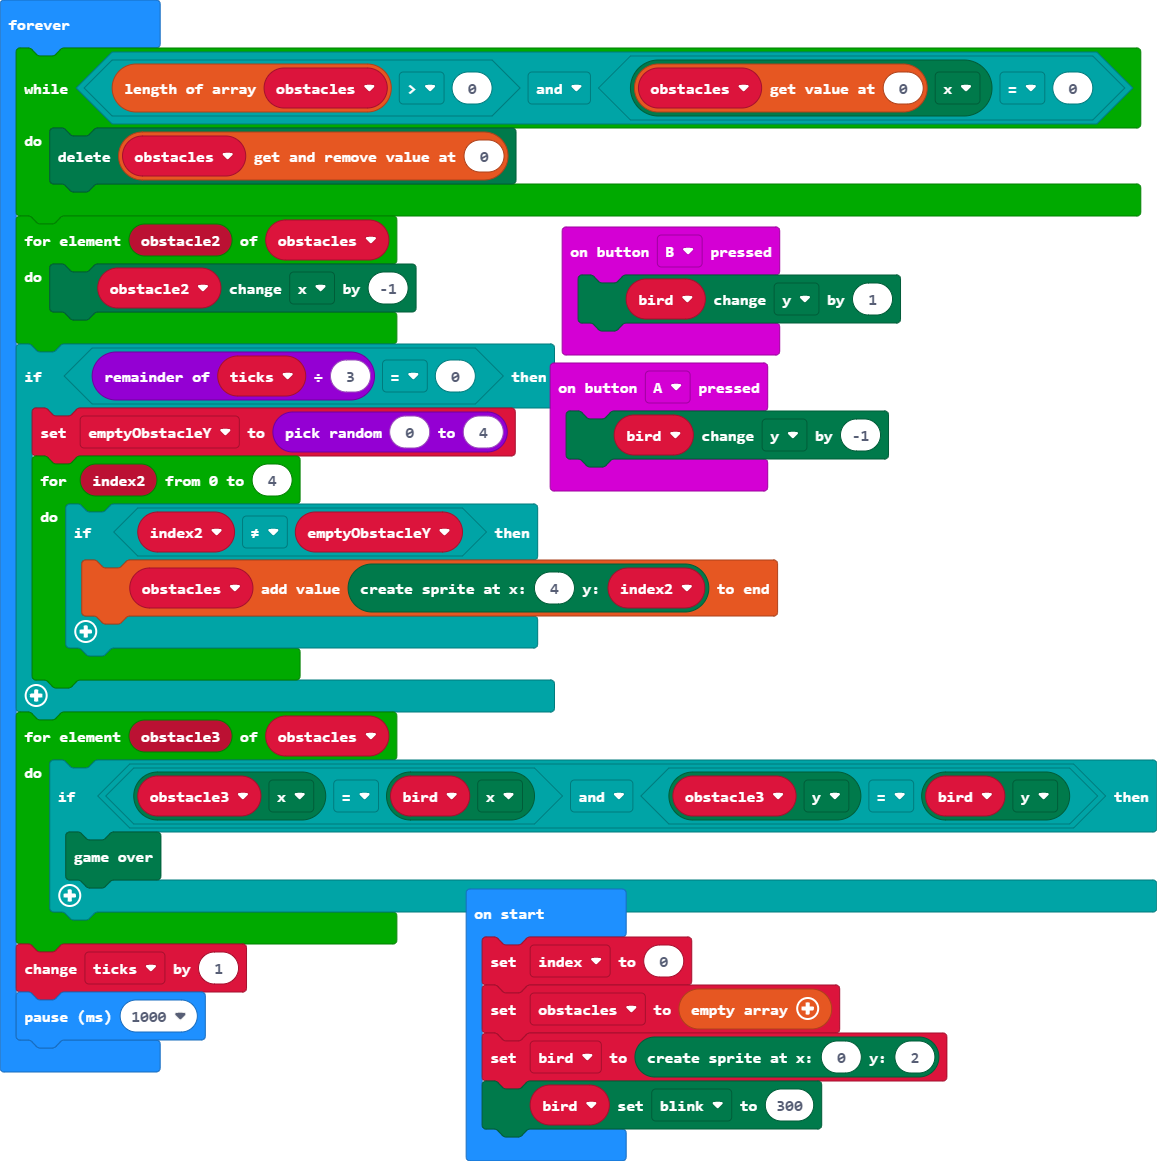 forever
while length of array obstacles > 0 and obstacles get value at 0 x = 0
do
delete obstacles get and remove value at 0
for element obstacle2 of obstacles
do
obstacle2 change x by -1
if remainder of ticks ÷ 3 = 0 then
set emptyObstacleY to pick random 0 to 4
for index2 from 0 to 4
do
if index2 ≠ emptyObstacleY then
obstacles add value create sprite at x: 4 y: index2 to end
for element obstacle3 of obstacles
do
if obstacle3 x = bird x and obstacle3 y = bird y then
game over
change ticks by 1
pause (ms) 1000
on button B pressed
bird change y by 1
on button A pressed
bird change y by -1
on start
set index to 0
set obstacles to empty array
set bird to create sprite at x: 0 y: 2
bird set blink to 300